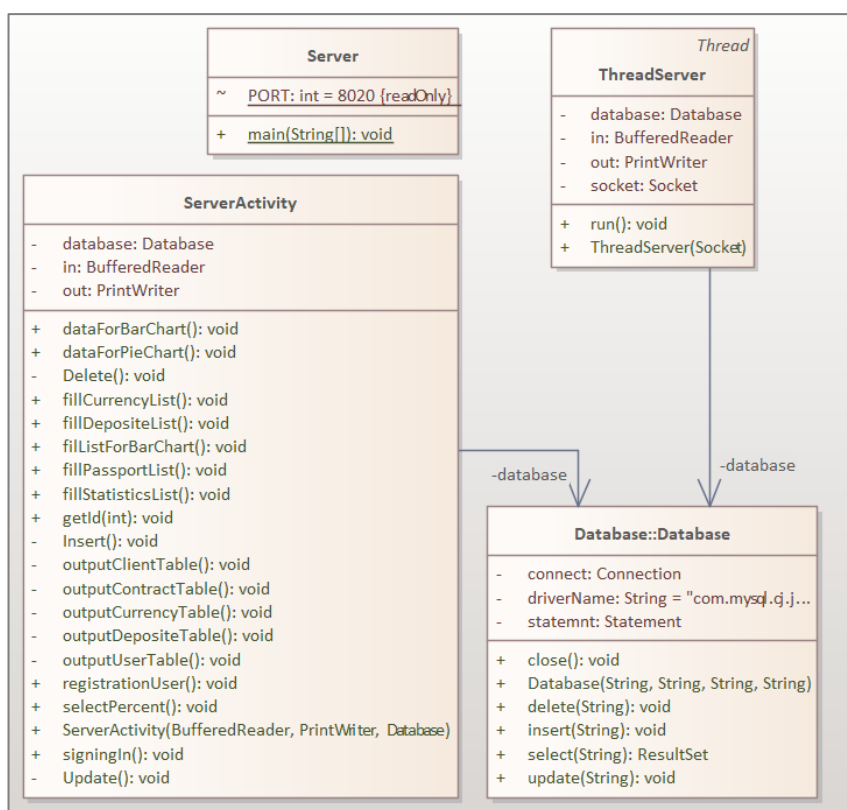 Server
~ PORT: int = 8020 {readOnly}
+ main(String[]): void
Thread
ThreadServer
- database: Database
- in: BufferedReader
- out: PrintWriter
- socket: Socket
+ run(): void
+ ThreadServer(Socket)
ServerActivity
- database: Database
- in: BufferedReader
- out: PrintWriter
+ dataForBarChart(): void
+ dataForPieChart(): void
- Delete(): void
+ fillCurrencyList(): void
+ fillDepositeList(): void
+ fillListForBarChart(): void
+ fillPassportList(): void
+ fillStatisticsList(): void
+ getId(int): void
- Insert(): void
- outputClientTable(): void
- outputContractTable(): void
- outputCurrencyTable(): void
- outputDepositeTable(): void
- outputUserTable(): void
+ registrationUser(): void
+ selectPercent(): void
+ ServerActivity(BufferedReader, PrintWriter, Database)
+ signingIn(): void
- Update(): void
-database
-database
Database::Database
- connect: Connection
- driverName: String = "com.mysql.cj.j...
- statemnt: Statement
+ close(): void
+ Database(String, String, String, String)
+ delete(String): void
+ insert(String): void
+ select(String): ResultSet
+ update(String): void